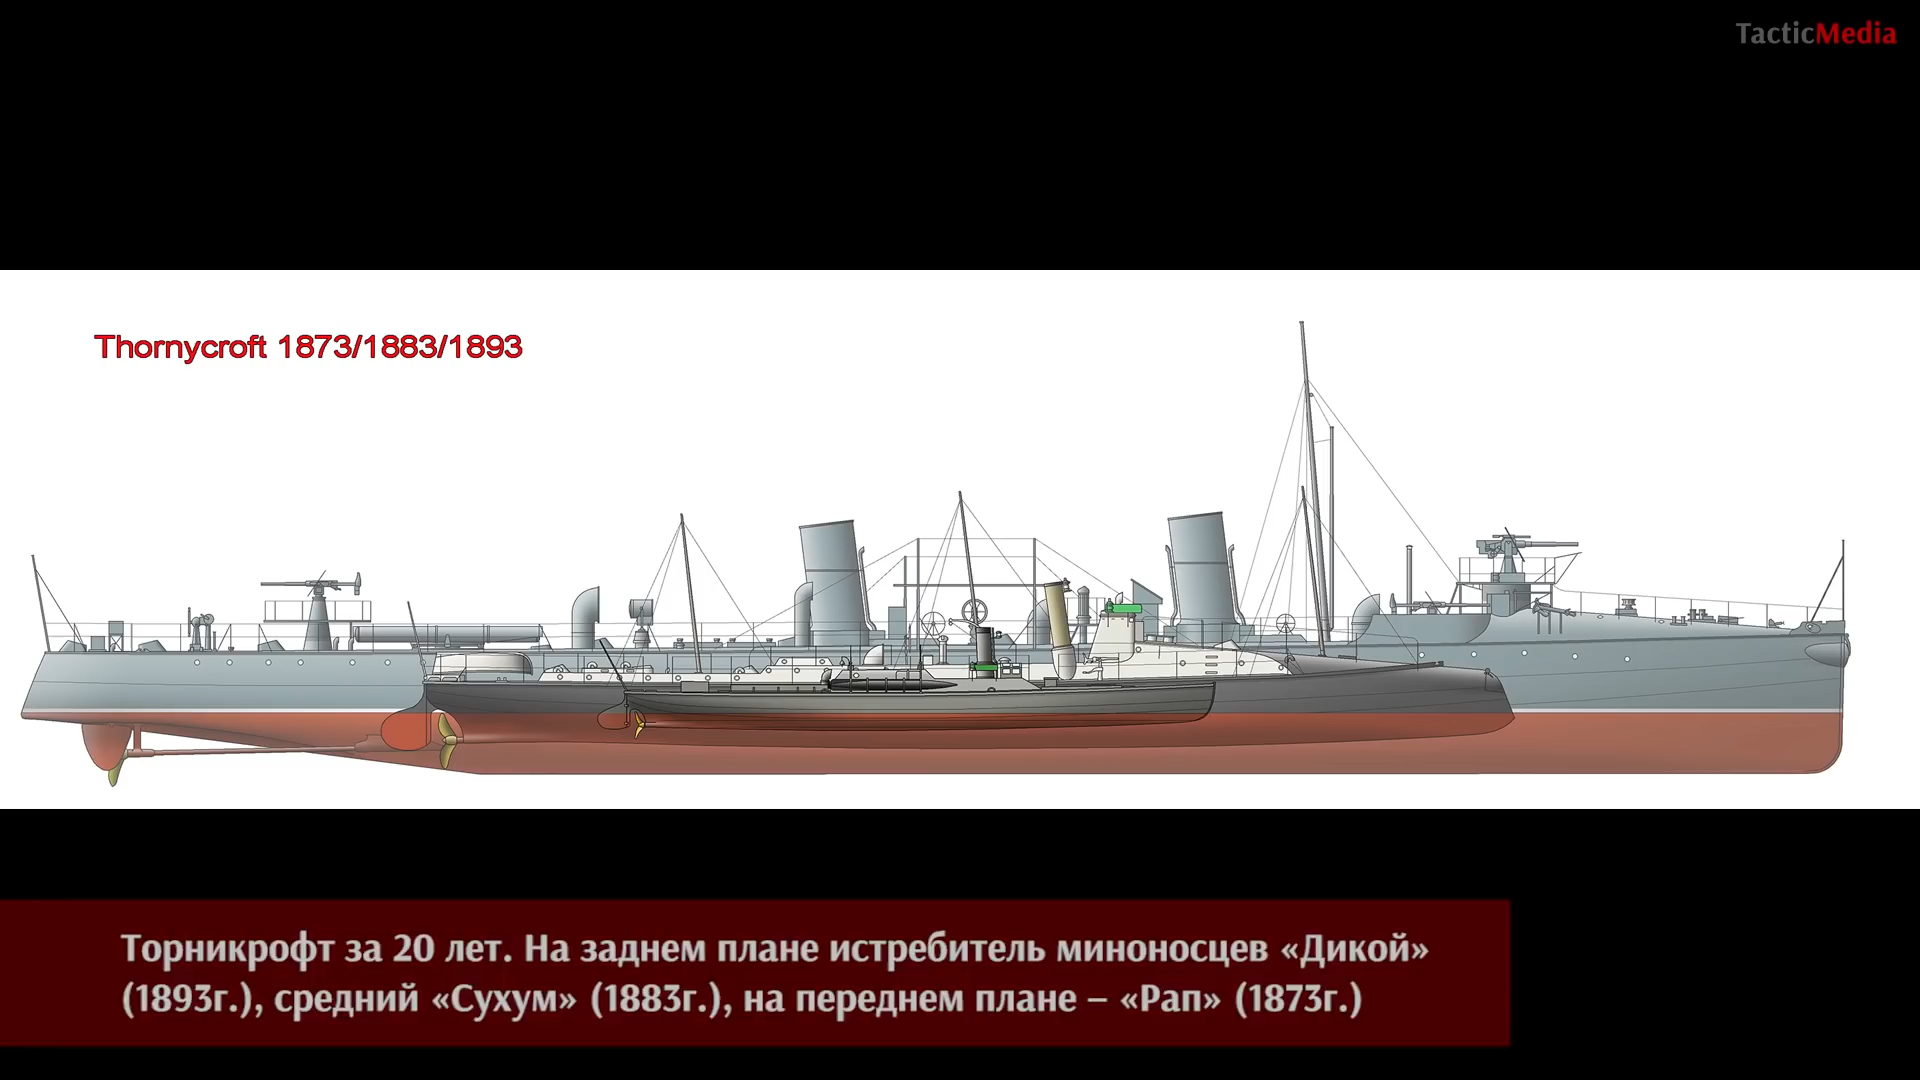 TacticMedia
Thornycroft 1873/1883/1893
Торникрофт за 20 лет. На заднем плане истребитель миноносцев «Дикой»
(1893г.), средний «Сухум» (1883г.), на переднем плане – «Рап» (1873г.)